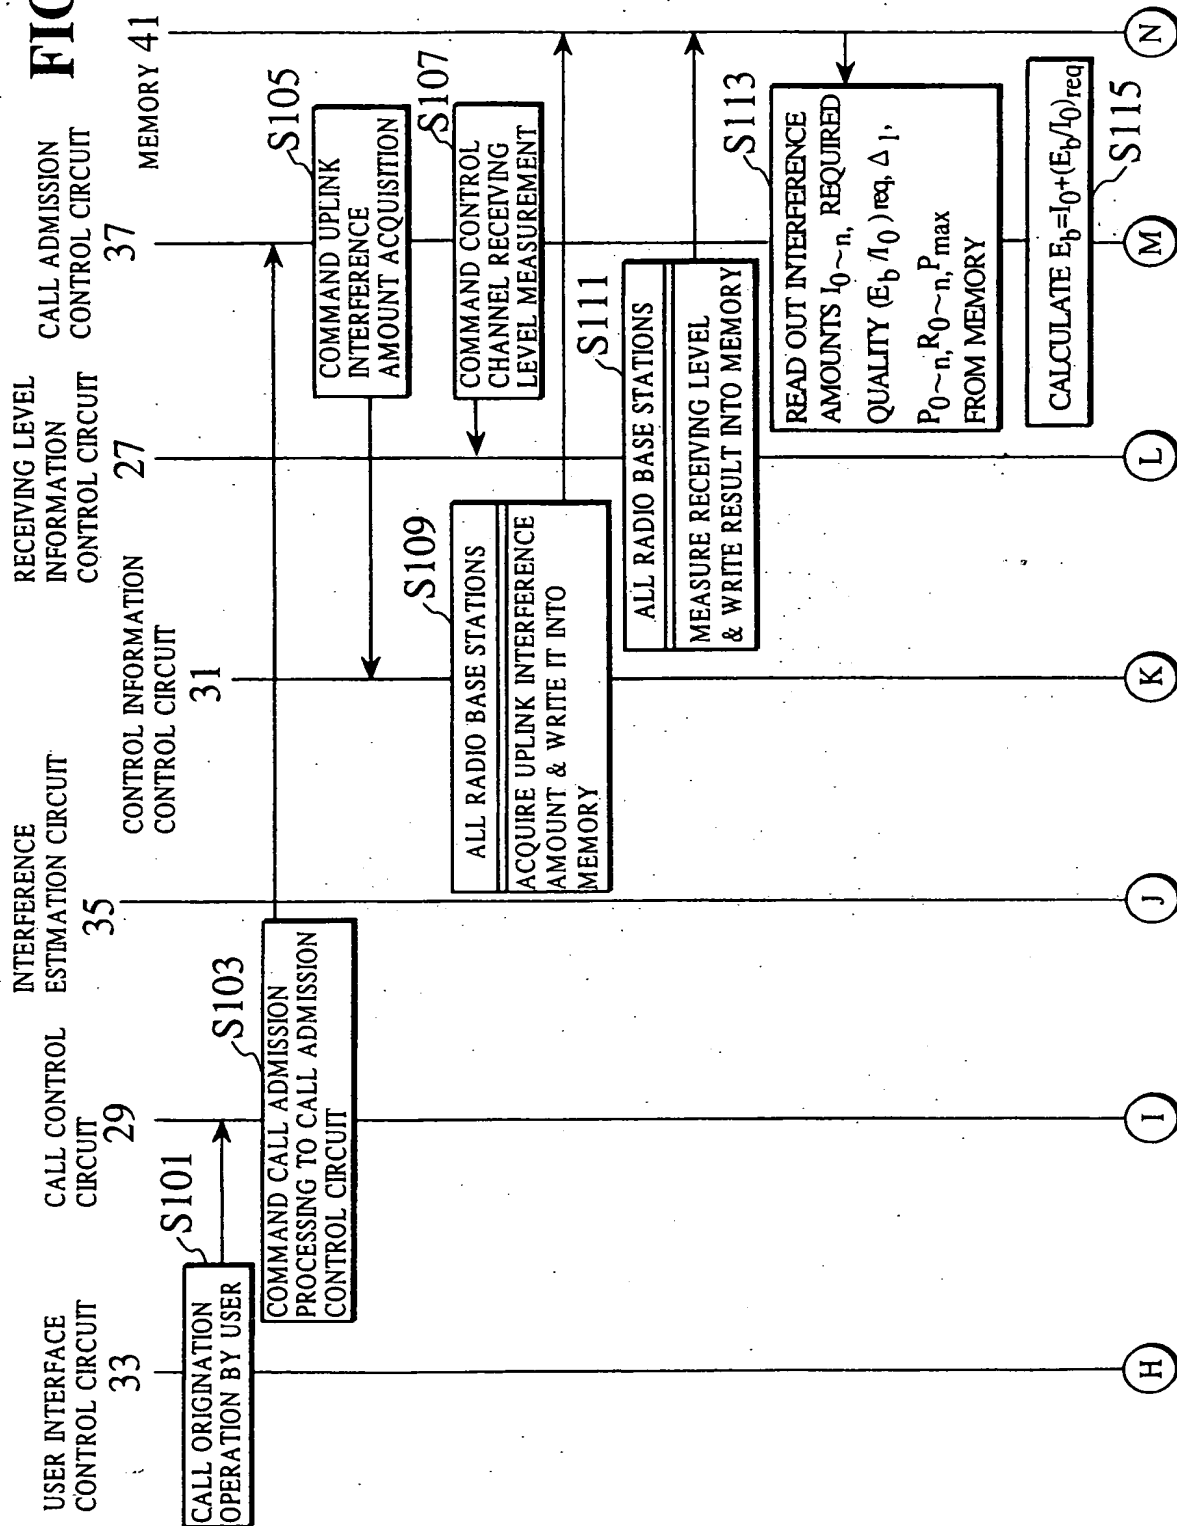 FIG
USER INTERFACE
CONTROL CIRCUIT
33
CALL CONTROL
CIRCUIT
29
INTERFERENCE
ESTIMATION CIRCUIT
35
CONTROL INFORMATION
CONTROL CIRCUIT
31
RECEIVING LEVEL
INFORMATION
CONTROL CIRCUIT
27
CALL ADMISSION
CONTROL CIRCUIT
37
MEMORY 41
S101
CALL ORIGINATION
OPERATION BY USER
S103
COMMAND CALL ADMISSION
PROCESSING TO CALL ADMISSION
CONTROL CIRCUIT
S105
COMMAND UPLINK
INTERFERENCE
AMOUNT ACQUISITION
S107
COMMAND CONTROL
CHANNEL RECEIVING
LEVEL MEASUREMENT
S109
ALL RADIO BASE STATIONS
ACQUIRE UPLINK INTERFERENCE
AMOUNT & WRITE IT INTO
MEMORY
S111
ALL RADIO BASE STATIONS
MEASURE RECEIVING LEVEL
& WRITE RESULT INTO MEMORY
S113
READ OUT INTERFERENCE
AMOUNTS I0~n, REQUIRED
QUALITY (Eb/I0)req, Δ1,
P0~n, R0~n, Pmax
FROM MEMORY
CALCULATE Eb=I0+(Eb/I0)req
S115
H
I
J
K
L
M
N